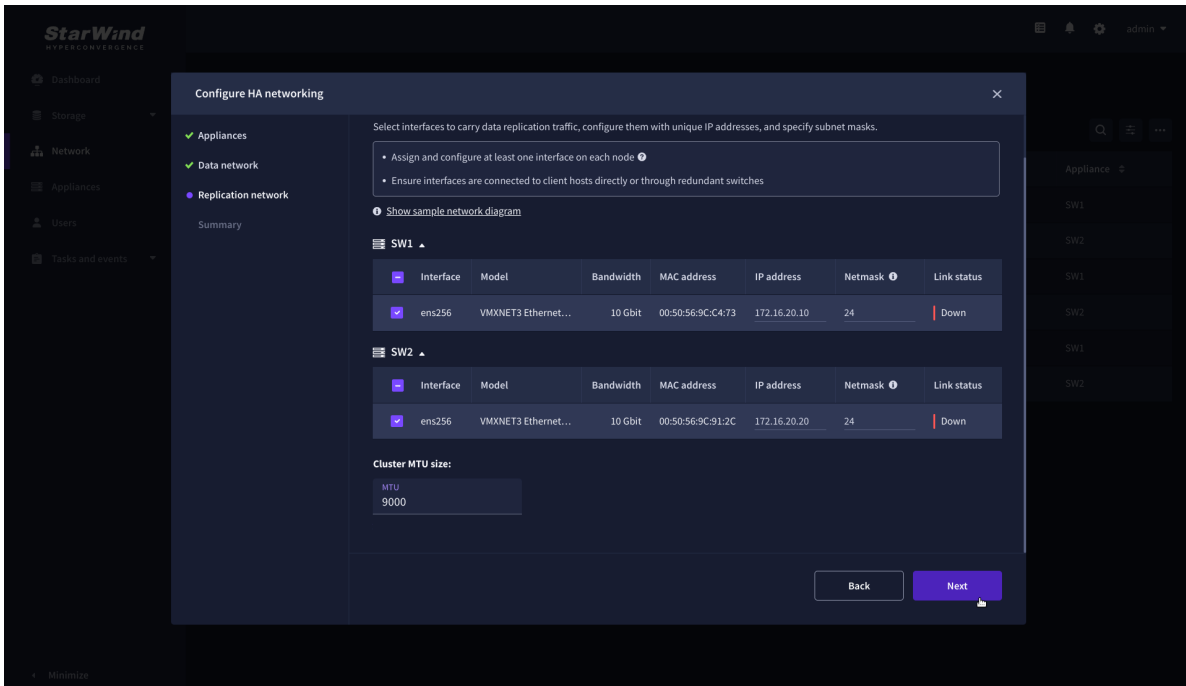 StarWind
HYPERCONVERGENCE
admin
Dashboard
Storage
Network
Appliances
Users
Tasks and events
Minimize
Configure HA networking
Appliances
Data network
Replication network
Summary
Select interfaces to carry data replication traffic, configure them with unique IP addresses, and specify subnet masks.
• Assign and configure at least one interface on each node
• Ensure interfaces are connected to client hosts directly or through redundant switches
Show sample network diagram
SW1
Interface Model Bandwidth MAC address IP address Netmask Link status
ens256 VMXNET3 Ethernet... 10 Gbit 00:50:56:9C:C4:73 172.16.20.10 24 Down
SW2
Interface Model Bandwidth MAC address IP address Netmask Link status
ens256 VMXNET3 Ethernet... 10 Gbit 00:50:56:9C:91:2C 172.16.20.20 24 Down
Cluster MTU size:
MTU
9000
Back Next
Appliance
SW1
SW2
SW1
SW2
SW1
SW2